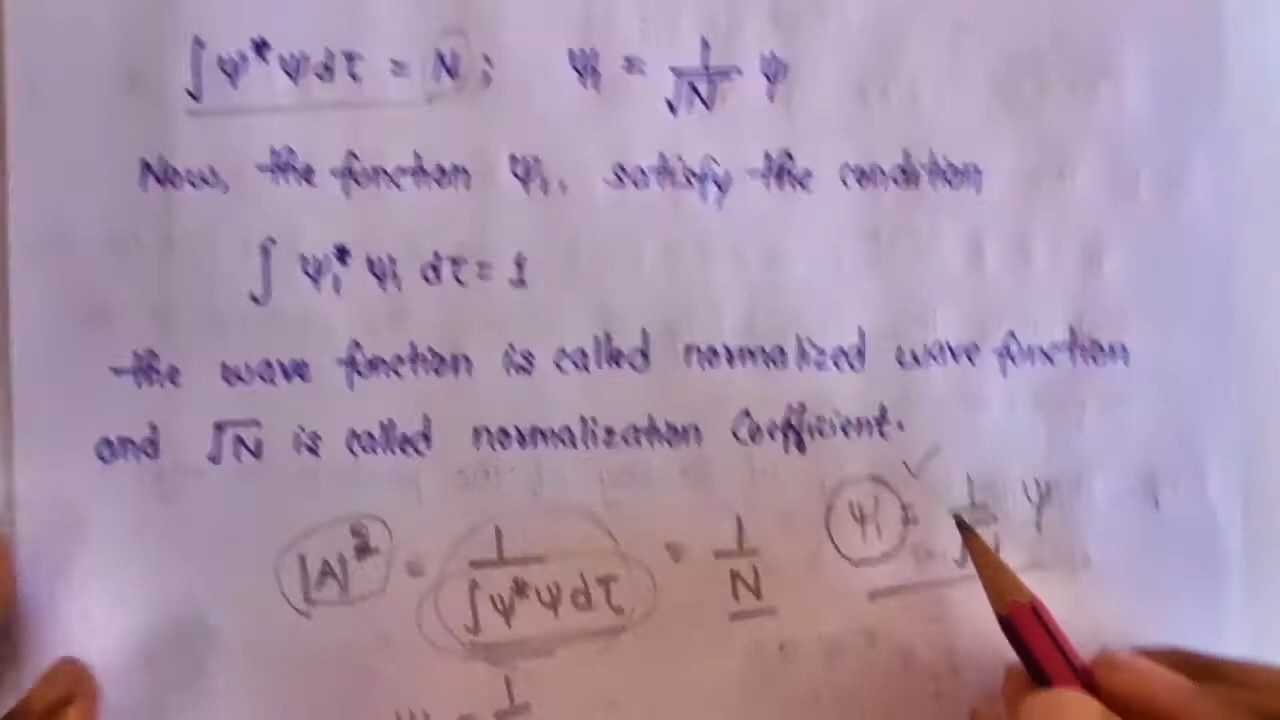 ∫ψ*ψdτ = N ; ψ₁ = 1/√N ψ
Now, the function ψ₁, satisfy the condition
∫ ψ₁* ψ₁ dτ = 1
the wave function is called normalized wave function
and √N is called normalization coefficient.
|A|² = 1/∫ψ*ψdτ = 1/N ψ₁ = 1/√N ψ